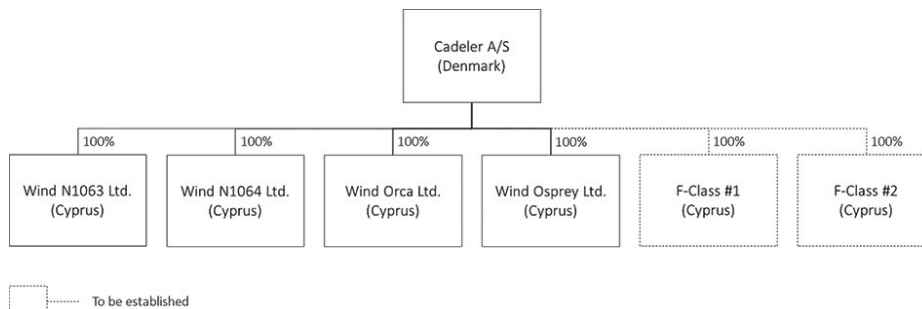 Cadeler A/S
(Denmark)
100%
100%
100%
100%
100%
100%
Wind N1063 Ltd.
(Cyprus)
Wind N1064 Ltd.
(Cyprus)
Wind Orca Ltd.
(Cyprus)
Wind Osprey Ltd.
(Cyprus)
F-Class #1
(Cyprus)
F-Class #2
(Cyprus)
To be established